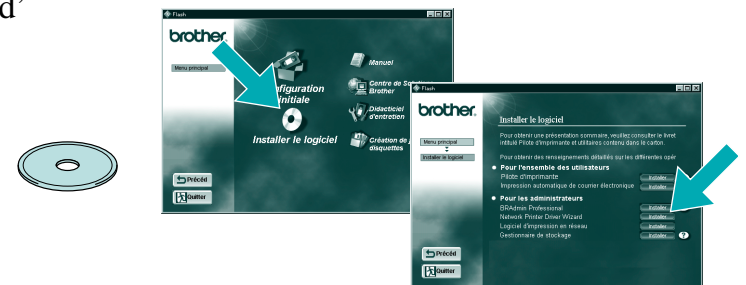 d´
Flash
brother.
Menu principal
Configuration
initiale
Installer le logiciel
Manuel
Centre de
Brother
Didacticiel
d'entretien
Création de
disquettes
Précéd
Quitter
Flash
brother.
Menu principal
Installer le logiciel
Installer le logiciel
Pour obtenir une présentation sommaire, veuillez consulter le livret
intitulé Pilote d'imprimante et utilitaires contenu dans le carton.
Pour obtenir des renseignements détaillés sur les différentes opér
Pour l'ensemble des utilisateurs
Pilote d'imprimante Installer
Impression automatique de courrier électronique Installer
Pour les administrateurs
BRAdmin Professional Installer
Network Printer Driver Wizard Installer
Logiciel d'impression en réseau Installer
Gestionnaire de stockage Installer ?
Précéd
Quitter